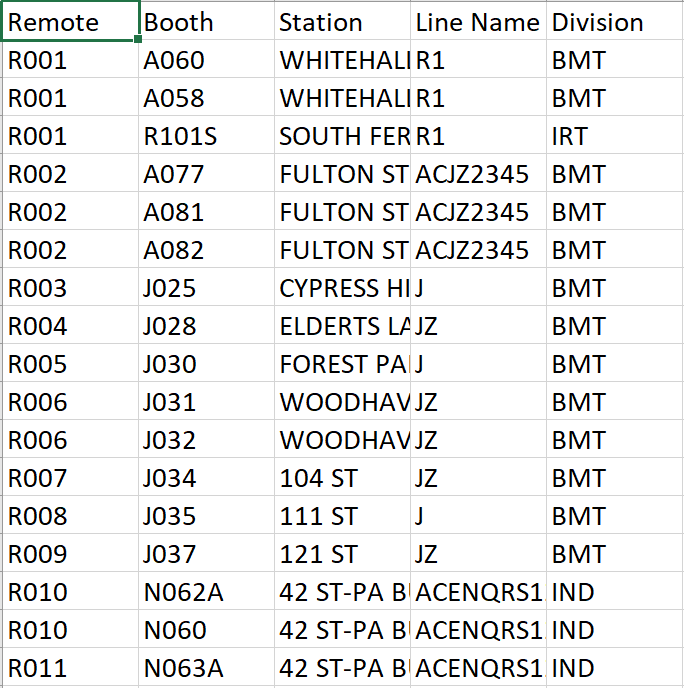 Remote Booth Station Line Name Division
R001 A060 WHITEHALL R1 BMT
R001 A058 WHITEHALL R1 BMT
R001 R101S SOUTH FER R1 IRT
R002 A077 FULTON ST ACJZ2345 BMT
R002 A081 FULTON ST ACJZ2345 BMT
R002 A082 FULTON ST ACJZ2345 BMT
R003 J025 CYPRESS HI J BMT
R004 J028 ELDERTS LA JZ BMT
R005 J030 FOREST PA J BMT
R006 J031 WOODHAV JZ BMT
R006 J032 WOODHAV JZ BMT
R007 J034 104 ST JZ BMT
R008 J035 111 ST J BMT
R009 J037 121 ST JZ BMT
R010 N062A 42 ST-PA B ACENQRS1 IND
R010 N060 42 ST-PA B ACENQRS1 IND
R011 N063A 42 ST-PA B ACENQRS1 IND